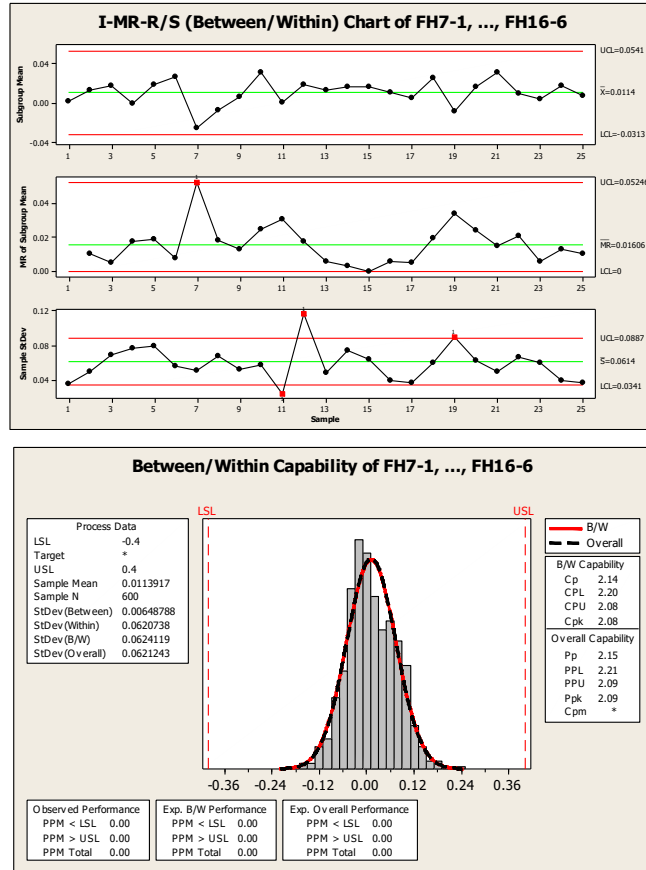 I-MR-R/S (Between/Within) Chart of FH7-1, ..., FH16-6
Subgroup Mean
0.04
0.00
-0.04
UCL=0.0541
X=0.0114
LCL=-0.0313
1 3 5 7 9 11 13 15 17 19 21 23 25
MR of Subgroup Mean
0.04
0.02
0.00
1
UCL=0.05246
MR=0.01606
LCL=0
1 3 5 7 9 11 13 15 17 19 21 23 25
Sample StDev
0.12
0.08
0.04
1
1
1
UCL=0.0887
S=0.0614
LCL=0.0341
1 3 5 7 9 11 13 15 17 19 21 23 25
Sample
Between/Within Capability of FH7-1, ..., FH16-6
LSL
USL
Process Data
LSL -0.4
Target *
USL 0.4
Sample Mean 0.0113917
Sample N 600
StDev(Between) 0.00648788
StDev(Within) 0.0620738
StDev(B/W) 0.0624119
StDev(Overall) 0.0621243
B/W
Overall
B/W Capability
Cp 2.14
CPL 2.20
CPU 2.08
Cpk 2.08
Overall Capability
Pp 2.15
PPL 2.21
PPU 2.09
Ppk 2.09
Cpm *
-0.36 -0.24 -0.12 0.00 0.12 0.24 0.36
Observed Performance
PPM < LSL 0.00
PPM > USL 0.00
PPM Total 0.00
Exp. B/W Performance
PPM < LSL 0.00
PPM > USL 0.00
PPM Total 0.00
Exp. Overall Performance
PPM < LSL 0.00
PPM > USL 0.00
PPM Total 0.00